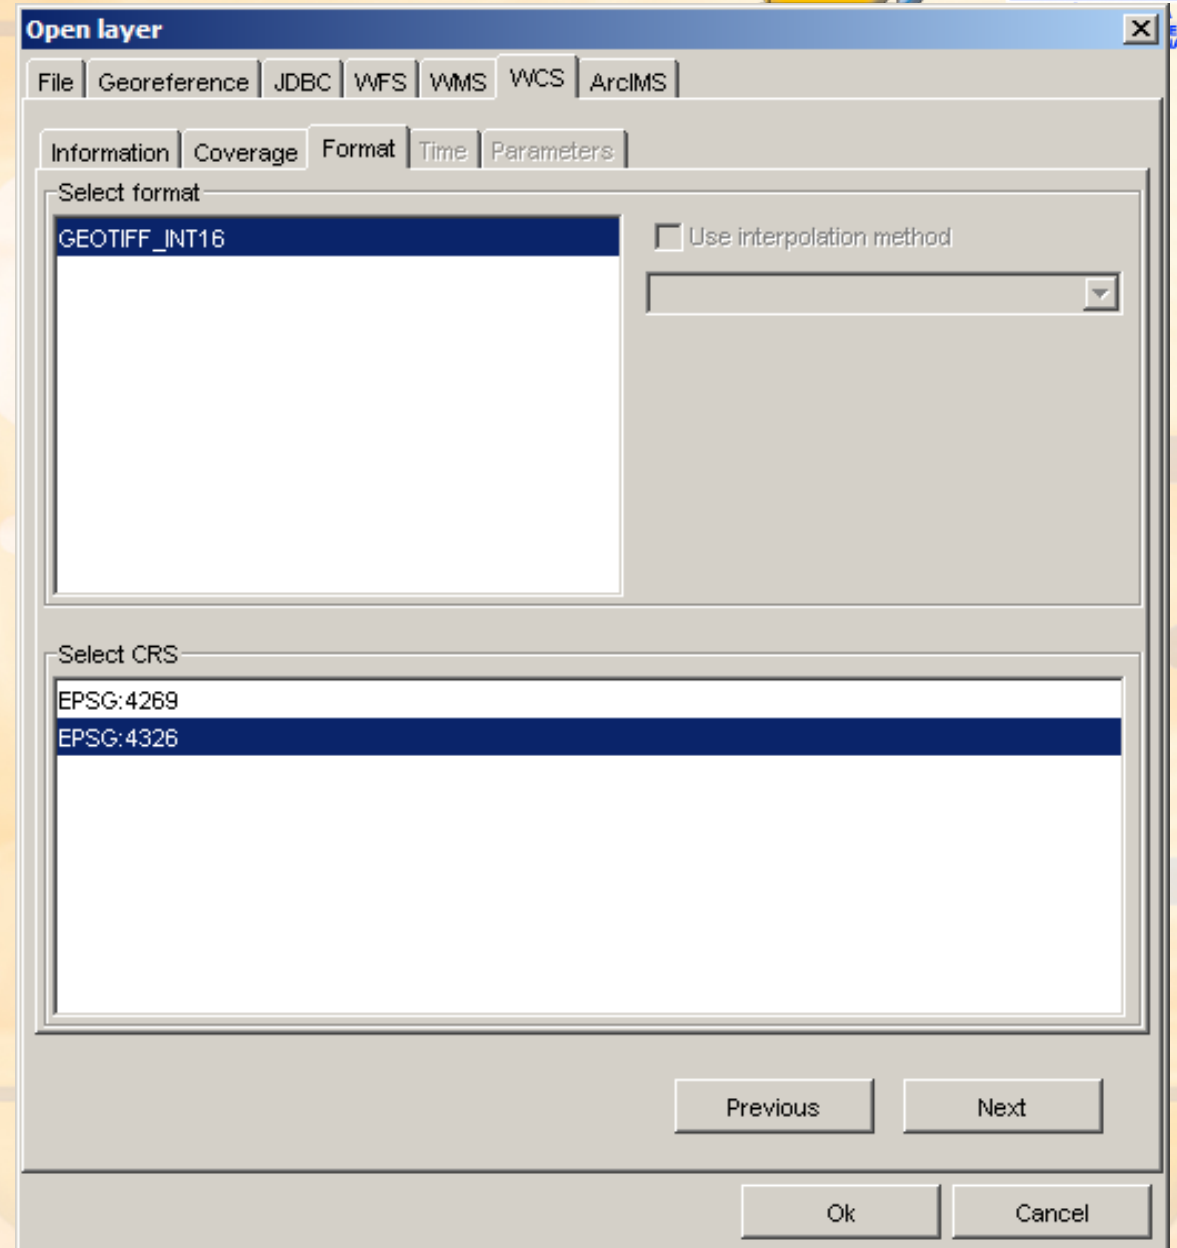 Open layer
File Georeference JDBC WFS WMS WCS ArcIMS
Information Coverage Format Time Parameters
Select format
GEOTIFF_INT16
Use interpolation method
Select CRS
EPSG:4269
EPSG:4326
Previous Next
Ok Cancel